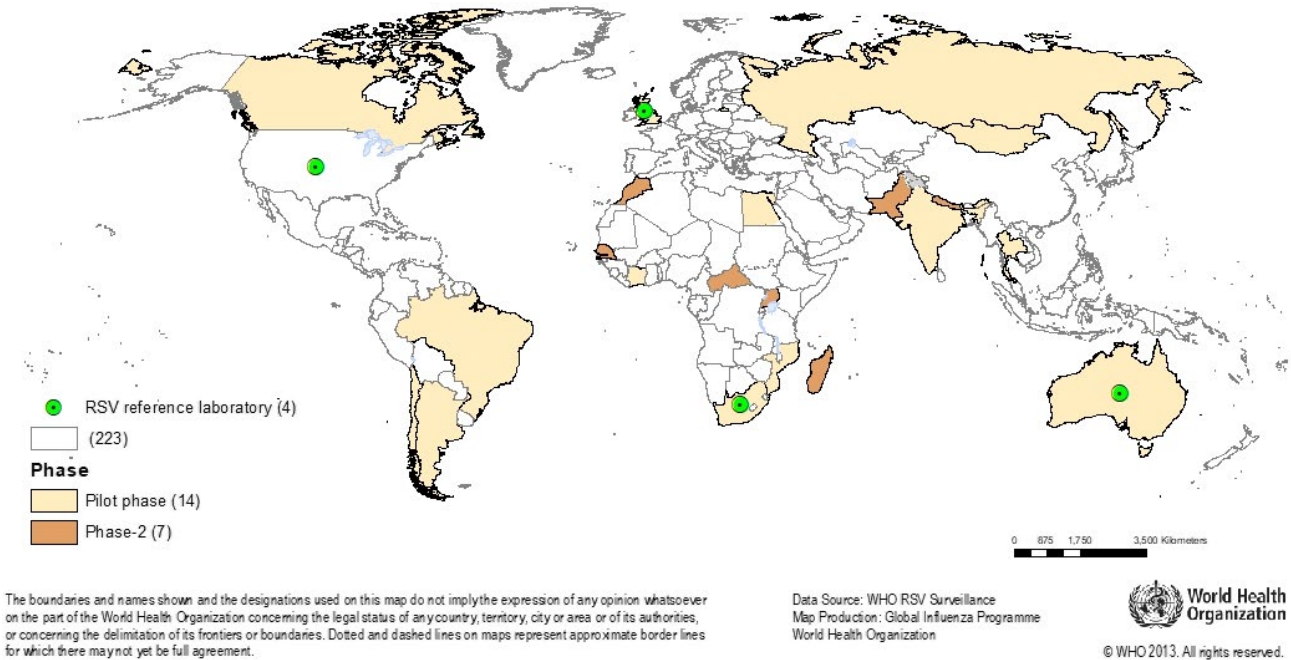 RSV reference laboratory (4)
(223)
Phase
Pilot phase (14)
Phase-2 (7)
0 875 1,750 3,500 Kilometers
The boundaries and names shown and the designations used on this map do not imply the expression of any opinion whatsoever
on the part of the World Health Organization concerning the legal status of any country, territory, city or area or of its authorities,
or concerning the delimitation of its frontiers or boundaries. Dotted and dashed lines on maps represent approximate border lines
for which there may not yet be full agreement.
Data Source: WHO RSV Surveillance
Map Production: Global Influenza Programme
World Health Organization
World Health
Organization
© WHO 2013. All rights reserved.